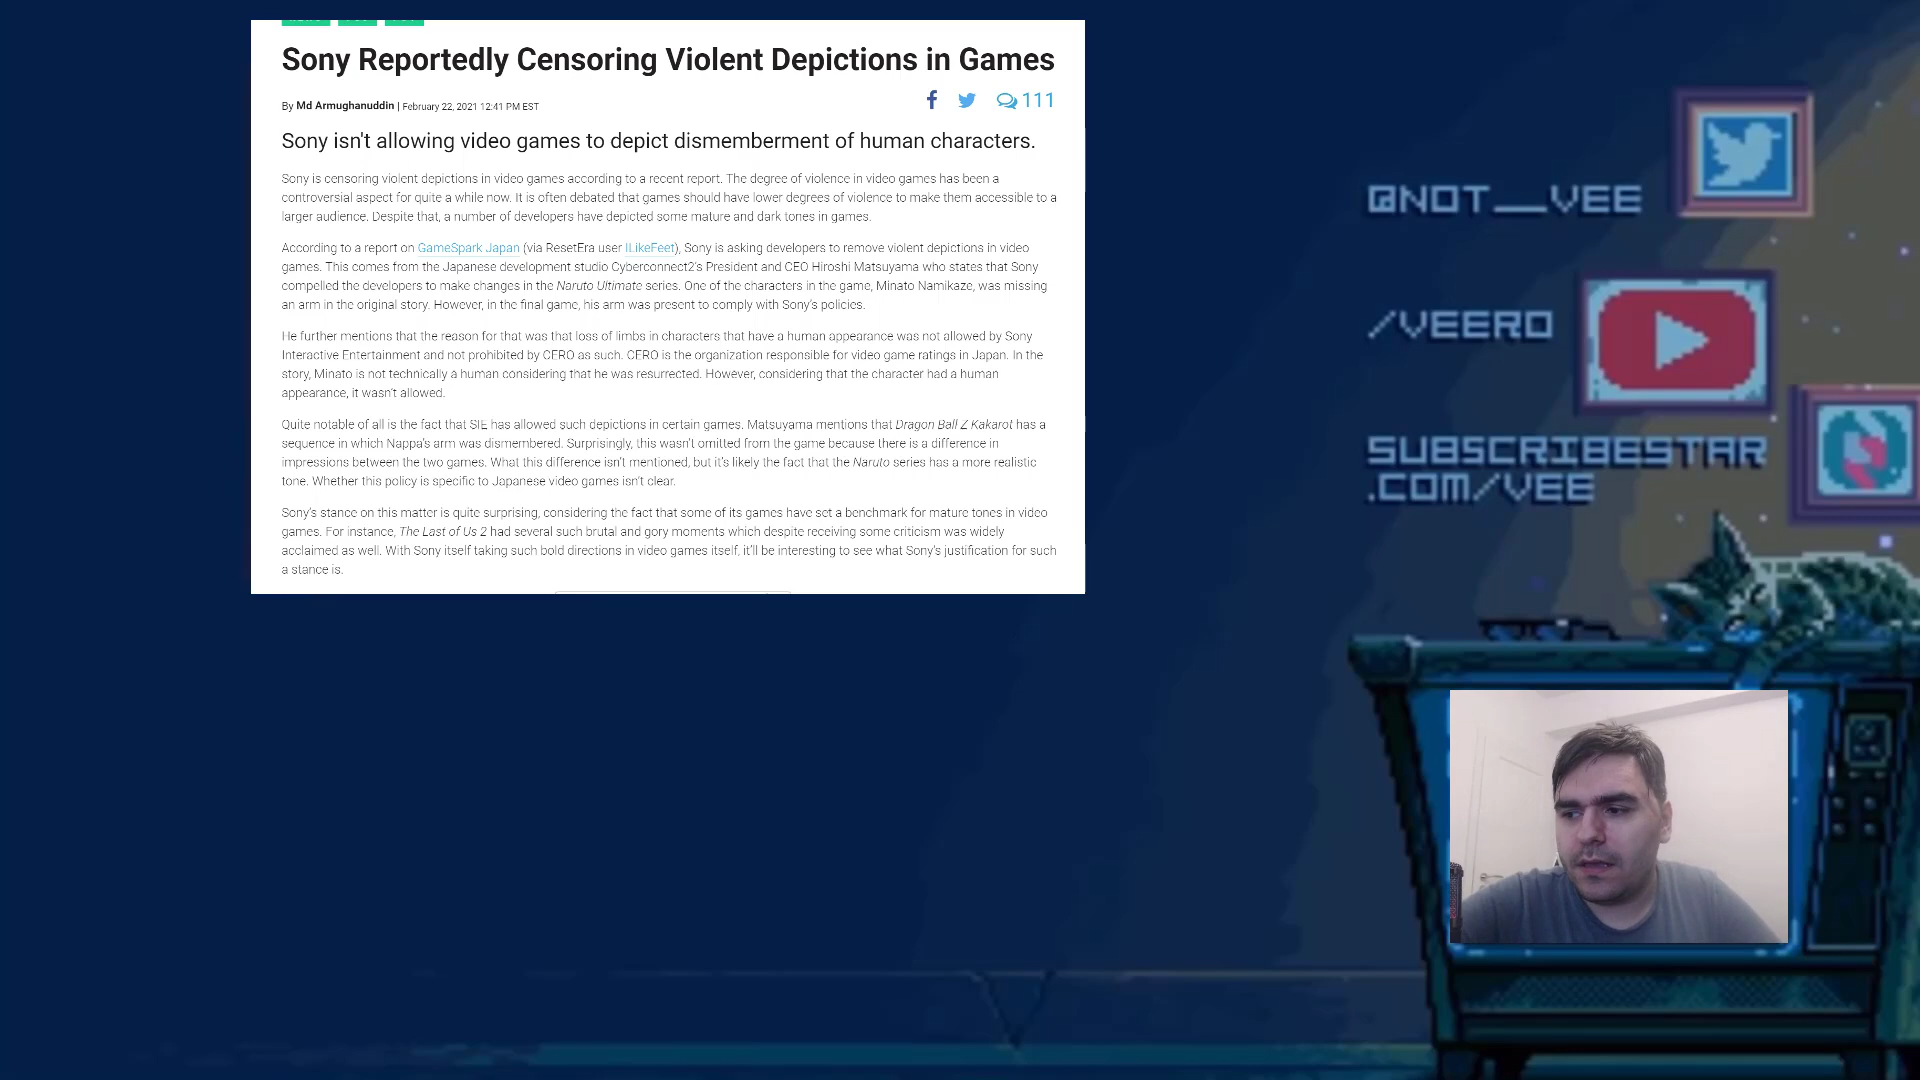 Sony Reportedly Censoring Violent Depictions in Games
By Md Armughanuddin | February 22, 2021 12:41 PM EST
111
Sony isn't allowing video games to depict dismemberment of human characters.
Sony is censoring violent depictions in video games according to a recent report. The degree of violence in video games has been a
controversial aspect for quite a while now. It is often debated that games should have lower degrees of violence to make them accessible to a
larger audience. Despite that, a number of developers have depicted some mature and dark tones in games.
According to a report on GameSpark Japan (via ResetEra user ILikeFeet), Sony is asking developers to remove violent depictions in video
games. This comes from the Japanese development studio Cyberconnect2's President and CEO Hiroshi Matsuyama who states that Sony
compelled the developers to make changes in the Naruto Ultimate series. One of the characters in the game, Minato Namikaze, was missing
an arm in the original story. However, in the final game, his arm was present to comply with Sony's policies.
He further mentions that the reason for that was that loss of limbs in characters that have a human appearance was not allowed by Sony
Interactive Entertainment and not prohibited by CERO as such. CERO is the organization responsible for video game ratings in Japan. In the
story, Minato is not technically a human considering that he was resurrected. However, considering that the character had a human
appearance, it wasn't allowed.
Quite notable of all is the fact that SIE has allowed such depictions in certain games. Matsuyama mentions that Dragon Ball Z Kakarot has a
sequence in which Nappa's arm was dismembered. Surprisingly, this wasn't omitted from the game because there is a difference in
impressions between the two games. What this difference isn't mentioned, but it's likely the fact that the Naruto series has a more realistic
tone. Whether this policy is specific to Japanese video games isn't clear.
Sony's stance on this matter is quite surprising, considering the fact that some of its games have set a benchmark for mature tones in video
games. For instance, The Last of Us 2 had several such brutal and gory moments which despite receiving some criticism was widely
acclaimed as well. With Sony itself taking such bold directions in video games itself, it'll be interesting to see what Sony's justification for such
a stance is.
@NOT__VEE
/VEERO
SUBSCRIBESTAR
.COM/VEE